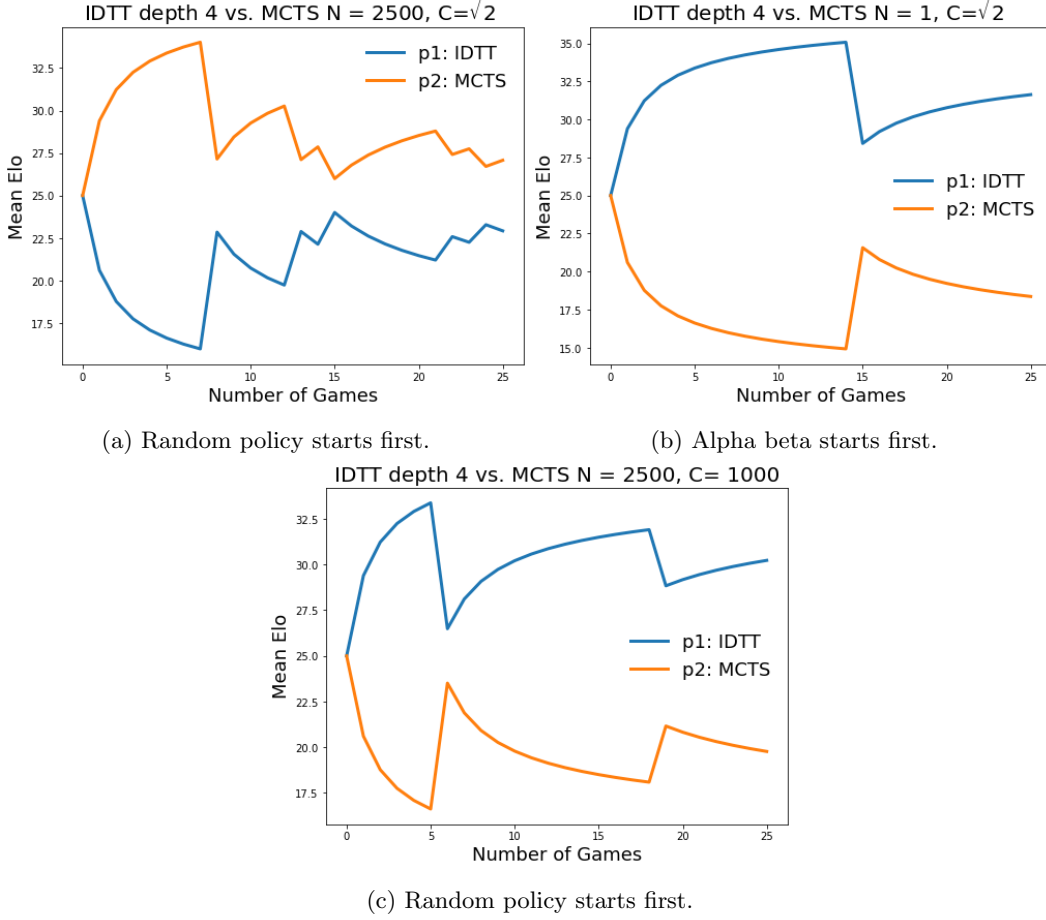 IDTT depth 4 vs. MCTS N = 2500, C=√2
Mean Elo
32.5
30.0
27.5
25.0
22.5
20.0
17.5
p1: IDTT
p2: MCTS
0 5 10 15 20 25
Number of Games
(a) Random policy starts first.
IDTT depth 4 vs. MCTS N = 1, C=√2
Mean Elo
35.0
32.5
30.0
27.5
25.0
22.5
20.0
17.5
15.0
p1: IDTT
p2: MCTS
0 5 10 15 20 25
Number of Games
(b) Alpha beta starts first.
IDTT depth 4 vs. MCTS N = 2500, C= 1000
Mean Elo
32.5
30.0
27.5
25.0
22.5
20.0
17.5
p1: IDTT
p2: MCTS
0 5 10 15 20 25
Number of Games
(c) Random policy starts first.